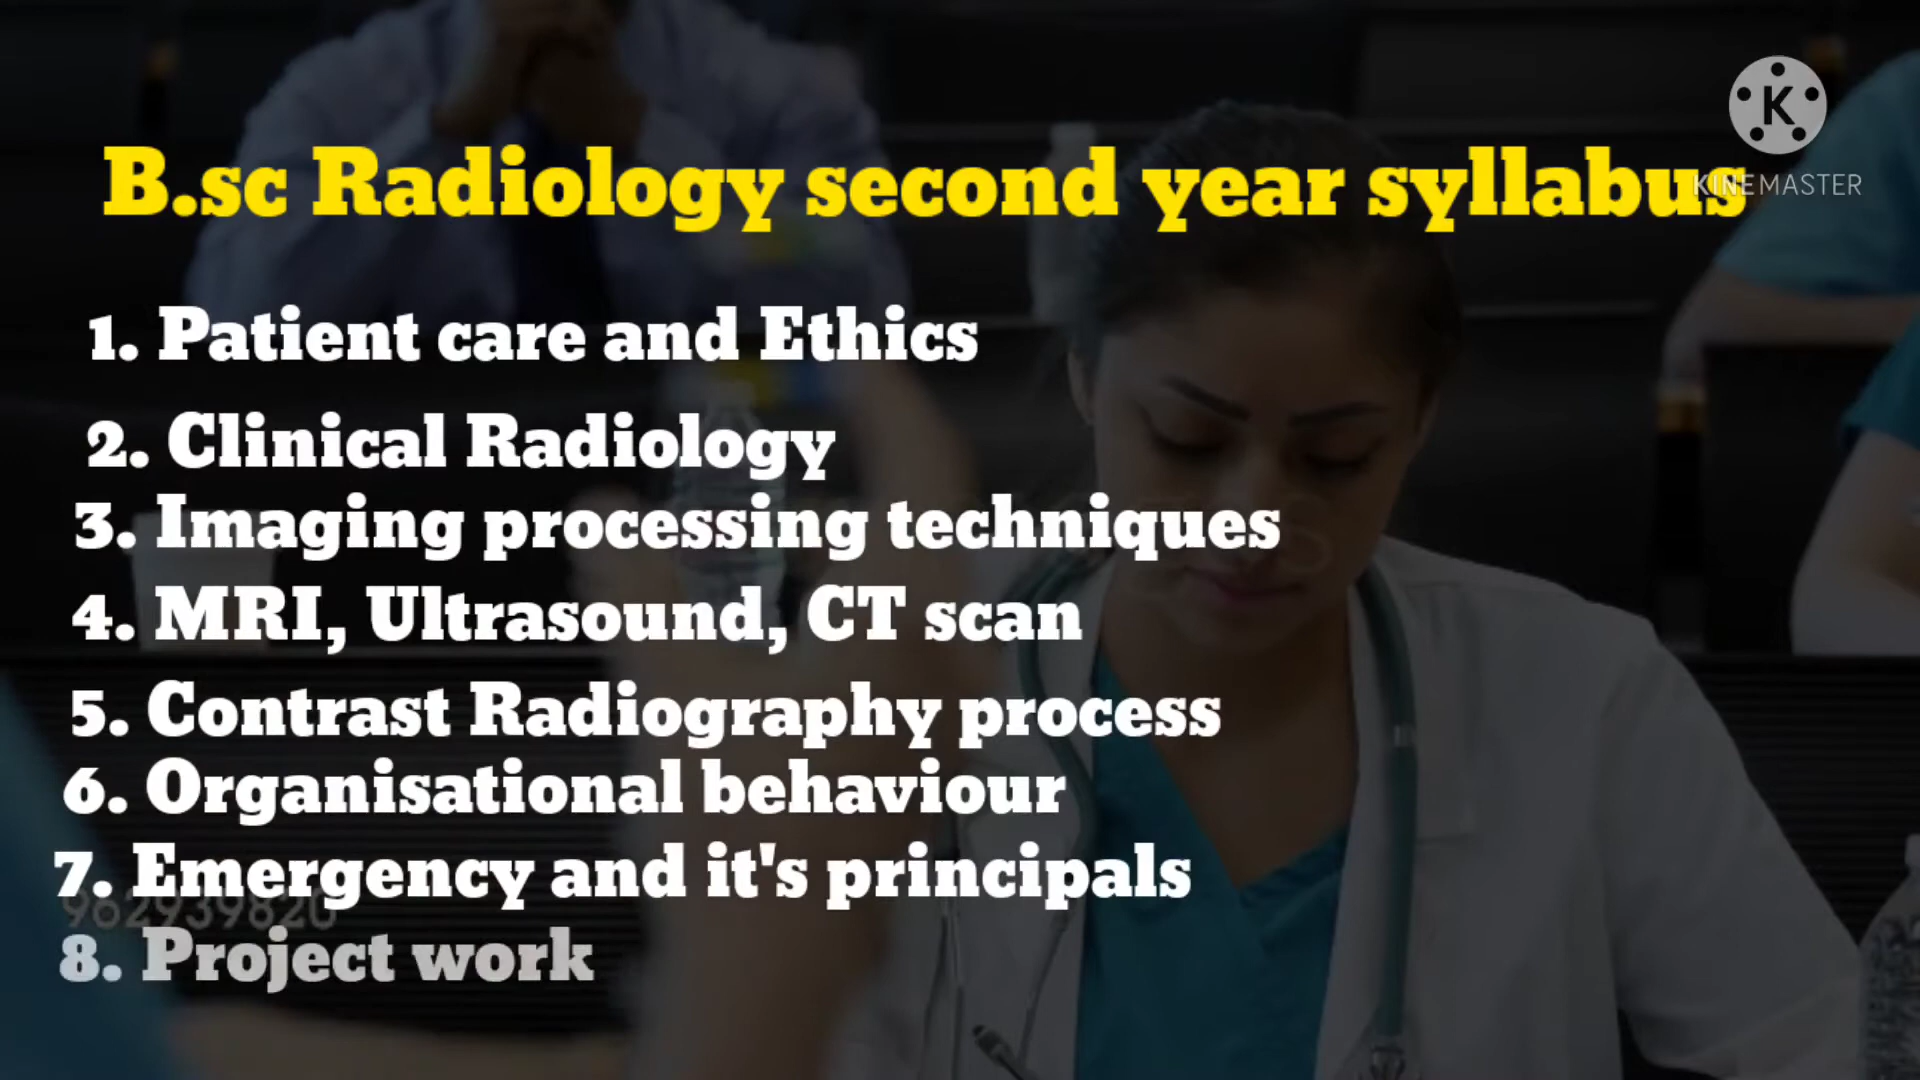 B.sc Radiology second year syllabus
K
KINEMASTER
1. Patient care and Ethics
2. Clinical Radiology
3. Imaging processing techniques
4. MRI, Ultrasound, CT scan
5. Contrast Radiography process
6. Organisational behaviour
7. Emergency and it's principals
962939820
8. Project work